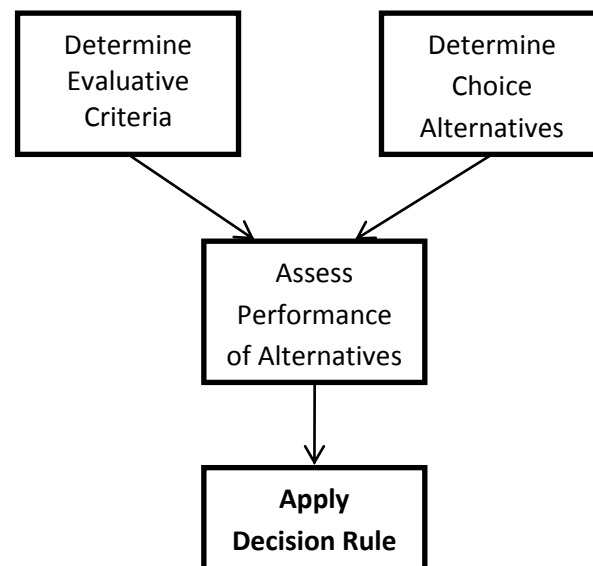 Determine
Evaluative
Criteria
Determine
Choice
Alternatives
Assess
Performance
of Alternatives
Apply
Decision Rule